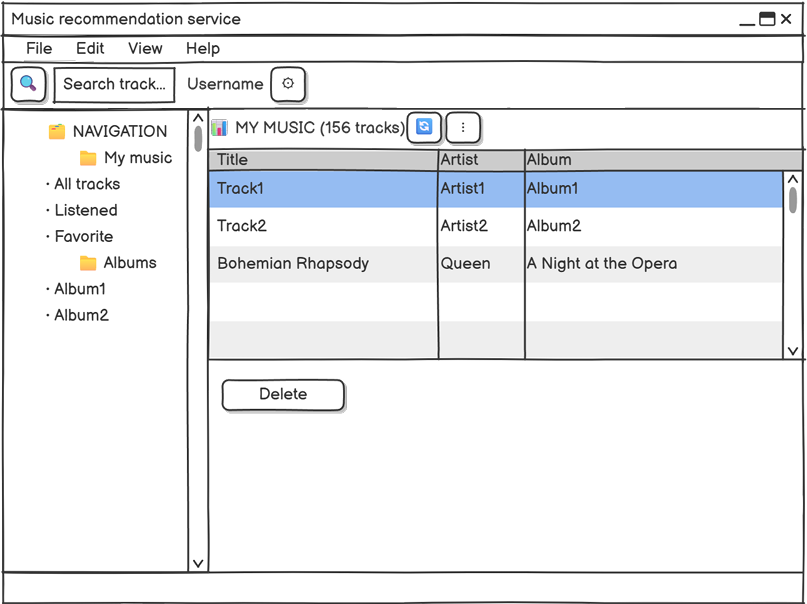 Music recommendation service
File Edit View Help
Search track... Username
NAVIGATION
My music
· All tracks
· Listened
· Favorite
Albums
· Album1
· Album2
MY MUSIC (156 tracks)
Title Artist Album
Track1 Artist1 Album1
Track2 Artist2 Album2
Bohemian Rhapsody Queen A Night at the Opera
Delete